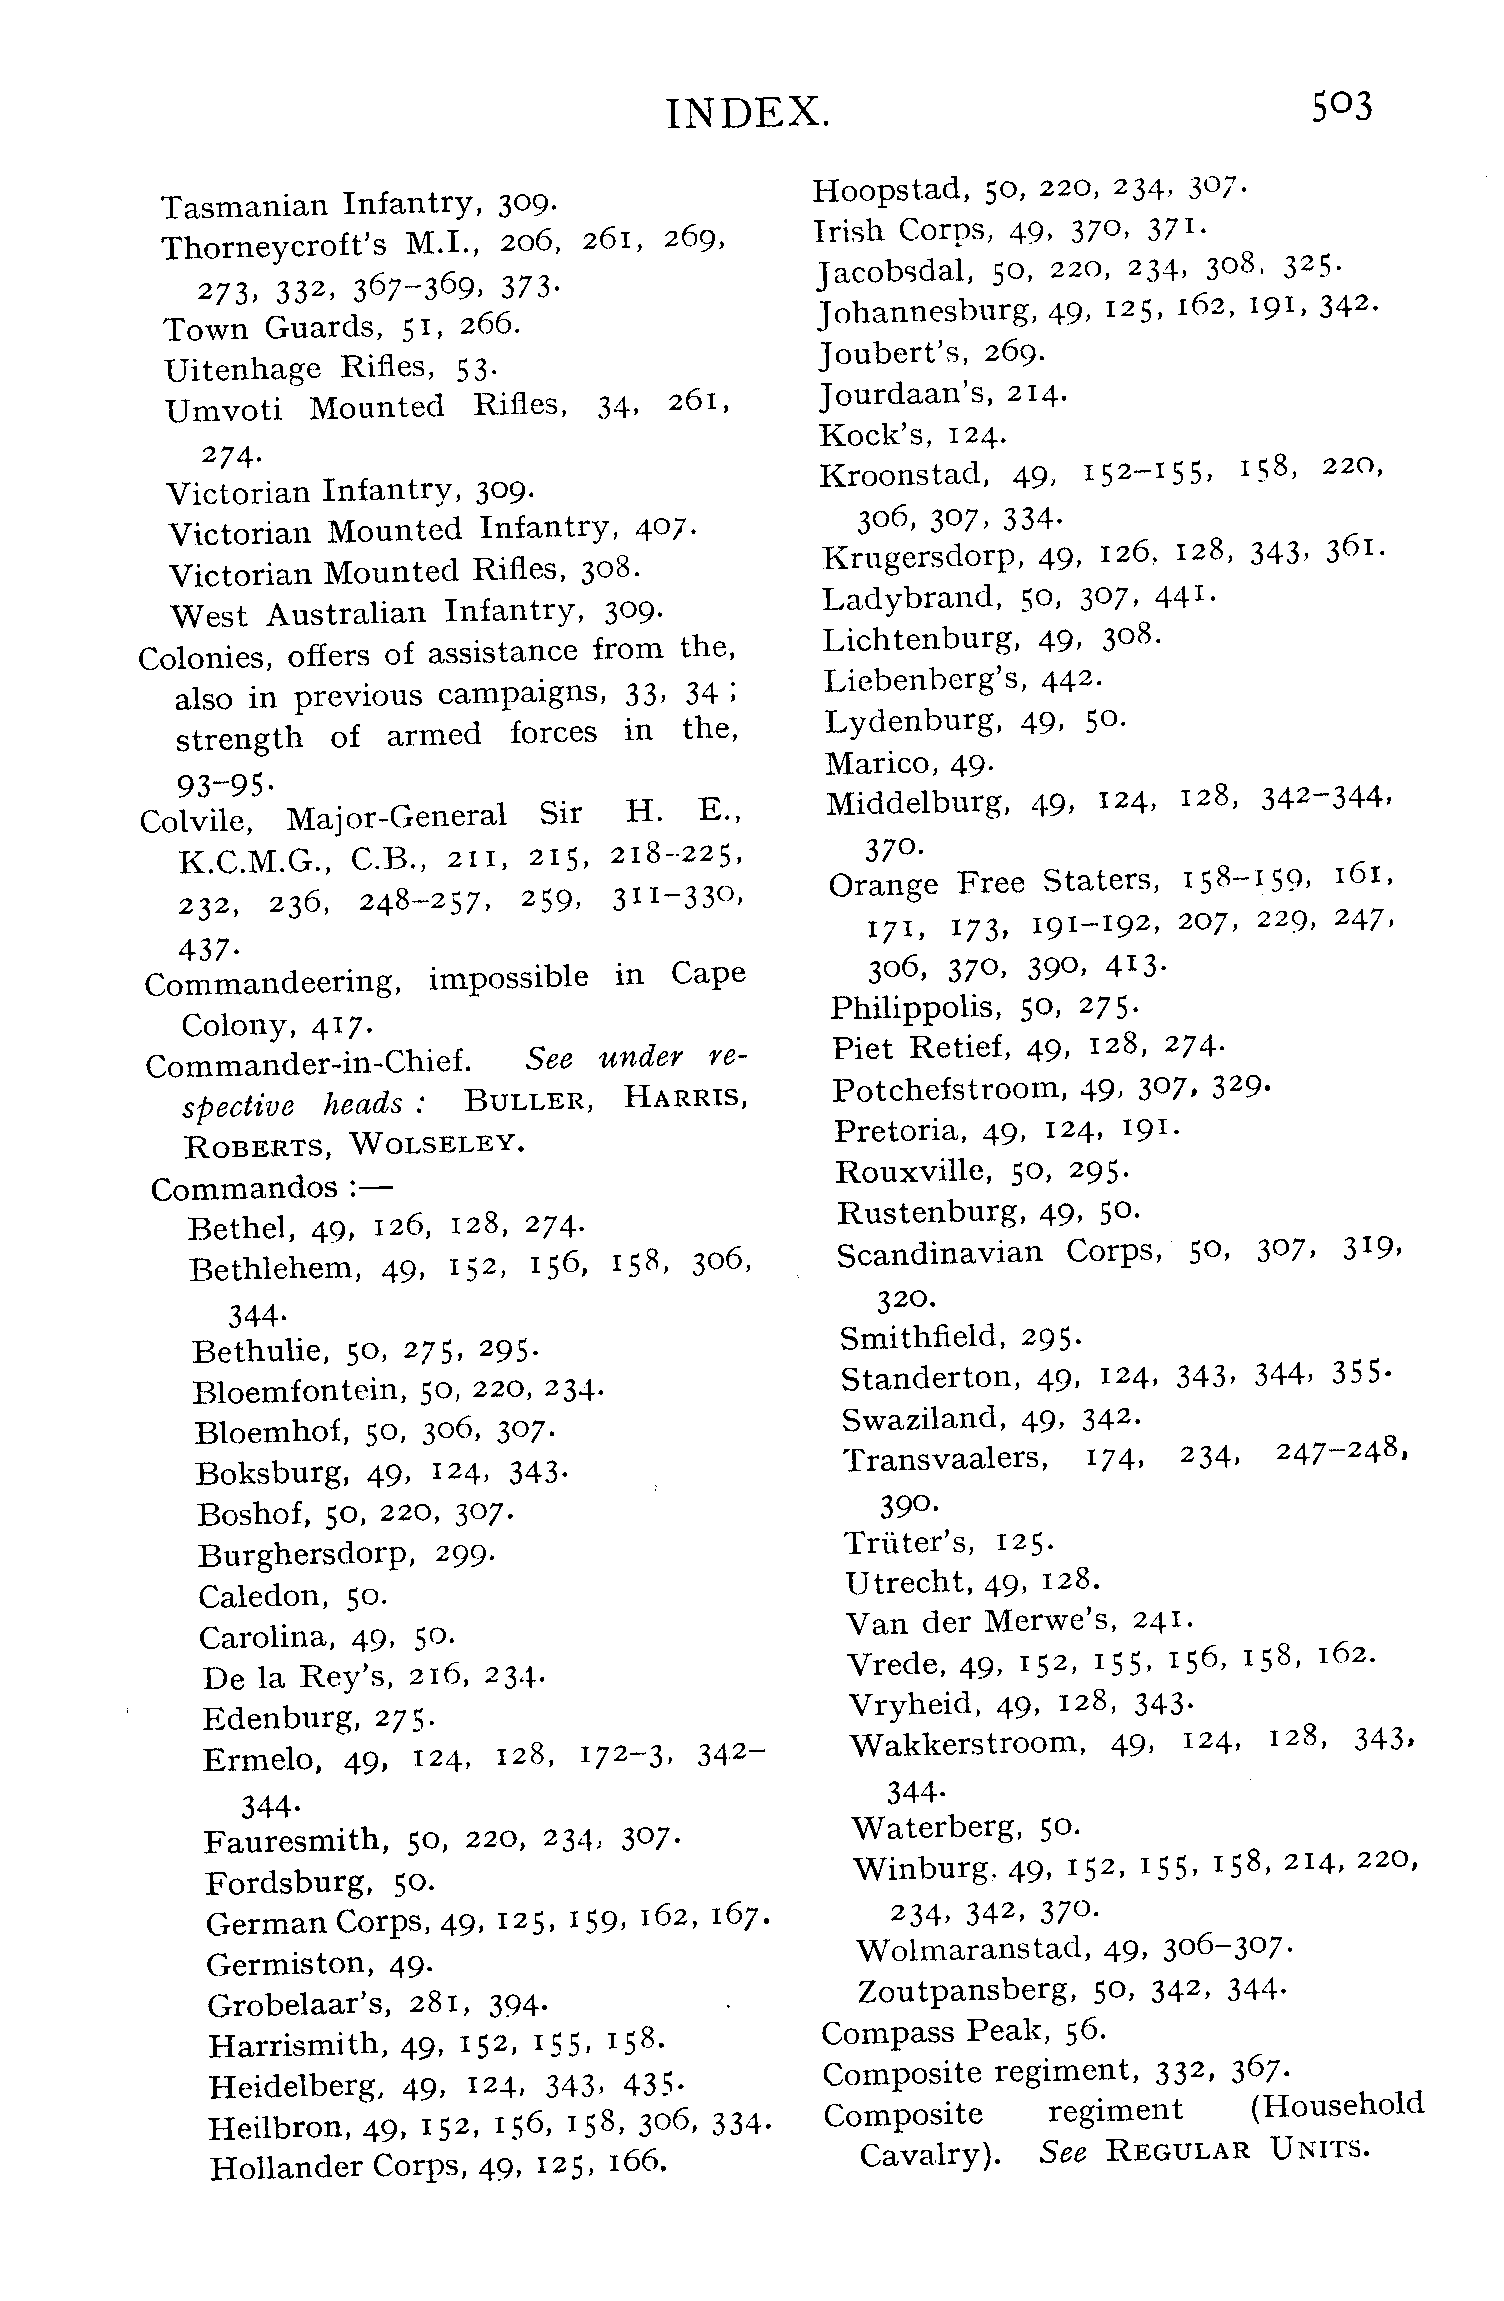 INDEX.
503
Tasmanian Infantry, 309.
Thorneycroft's M.I., 206, 261, 269,
273, 332, 367-369, 373.
Town Guards, 51, 266.
Uitenhage Rifles, 53.
Umvoti Mounted Rifles, 34, 261,
274.
Victorian Infantry, 309.
Victorian Mounted Infantry, 407.
Victorian Mounted Rifles, 308.
West Australian Infantry, 309.
Colonies, offers of assistance from the,
also in previous campaigns, 33, 34 ;
strength of armed forces in the,
93-95.
Colvile, Major-General Sir H. E.,
K.C.M.G., C.B., 211, 215, 218-225,
232, 236, 248-257, 259, 311-330,
437.
Commandeering, impossible in Cape
Colony, 417.
Commander-in-Chief. See under re-
spective heads : BULLER, HARRIS,
ROBERTS, WOLSELEY.
Commandos :—
Bethel, 49, 126, 128, 274.
Bethlehem, 49, 152, 156, 158, 306,
344.
Bethulie, 50, 275, 295.
Bloemfontein, 50, 220, 234.
Bloemhof, 50, 306, 307.
Boksburg, 49, 124, 343.
Boshof, 50, 220, 307.
Burghersdorp, 299.
Caledon, 50.
Carolina, 49, 50.
De la Rey's, 216, 234.
Edenburg, 275.
Ermelo, 49, 124, 128, 172-3, 342-
344.
Fauresmith, 50, 220, 234, 307.
Fordsburg, 50.
German Corps, 49, 125, 159, 162, 167.
Germiston, 49.
Grobelaar's, 281, 394.
Harrismith, 49, 152, 155, 158.
Heidelberg, 49, 124, 343, 435.
Heilbron, 49, 152, 156, 158, 306, 334.
Hollander Corps, 49, 125, 166.
Hoopstad, 50, 220, 234, 307.
Irish Corps, 49, 370, 371.
Jacobsdal, 50, 220, 234, 308, 325.
Johannesburg, 49, 125, 162, 191, 342.
Joubert's, 269.
Jourdaan's, 214.
Kock's, 124.
Kroonstad, 49, 152-155, 158, 220,
306, 307, 334.
Krugersdorp, 49, 126, 128, 343, 361.
Ladybrand, 50, 307, 441.
Lichtenburg, 49, 308.
Liebenberg's, 442.
Lydenburg, 49, 50.
Marico, 49.
Middelburg, 49, 124, 128, 342-344,
370.
Orange Free Staters, 158-159, 161,
171, 173, 191-192, 207, 229, 247,
306, 370, 390, 413.
Philippolis, 50, 275.
Piet Retief, 49, 128, 274.
Potchefstroom, 49, 307, 329.
Pretoria, 49, 124, 191.
Rouxville, 50, 295.
Rustenburg, 49, 50.
Scandinavian Corps, 50, 307, 319,
320.
Smithfield, 295.
Standerton, 49, 124, 343, 344, 355.
Swaziland, 49, 342.
Transvaalers, 174, 234, 247-248,
390.
Trüter's, 125.
Utrecht, 49, 128.
Van der Merwe's, 241.
Vrede, 49, 152, 155, 156, 158, 162.
Vryheid, 49, 128, 343.
Wakkerstroom, 49, 124, 128, 343,
344.
Waterberg, 50.
Winburg, 49, 152, 155, 158, 214, 220,
234, 342, 370.
Wolmaranstad, 49, 306-307.
Zoutpansberg, 50, 342, 344.
Compass Peak, 56.
Composite regiment, 332, 367.
Composite regiment (Household
Cavalry). See REGULAR UNITS.